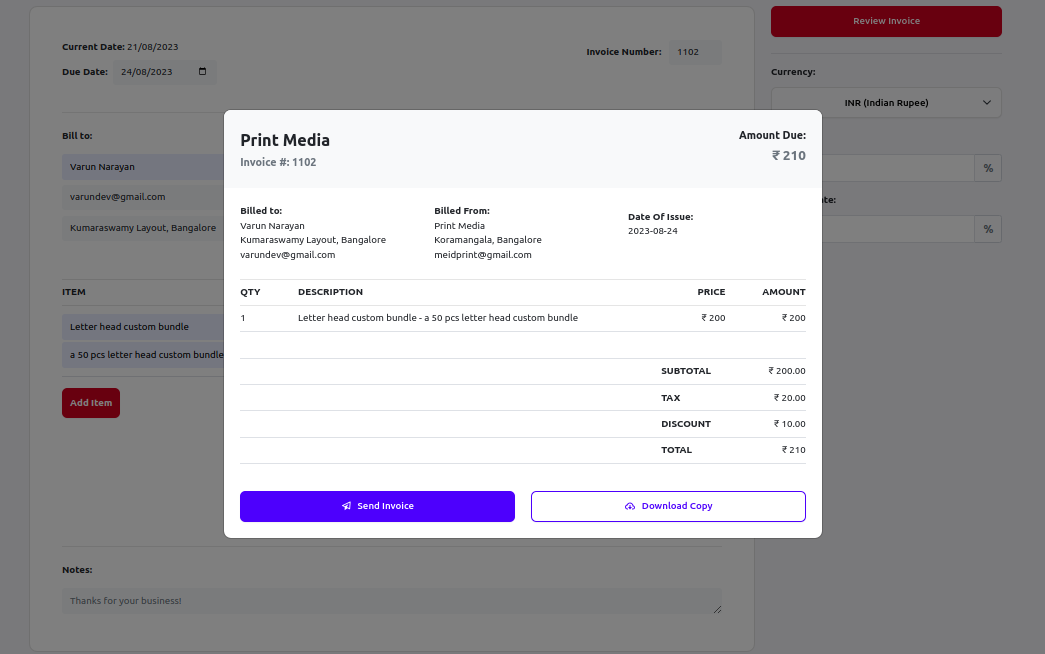 Review Invoice
Current Date: 21/08/2023
Invoice Number: 1102
Due Date: 24/08/2023
Currency:
INR (Indian Rupee)
Bill to:
Varun Narayan
varundev@gmail.com
Kumaraswamy Layout, Bangalore
%
%
ITEM
Letter head custom bundle
a 50 pcs letter head custom bundle
Add Item
Notes:
Thanks for your business!
Print Media
Invoice #: 1102
Amount Due:
₹ 210
Billed to:
Varun Narayan
Kumaraswamy Layout, Bangalore
varundev@gmail.com
Billed From:
Print Media
Koramangala, Bangalore
meidprint@gmail.com
Date Of Issue:
2023-08-24
QTY DESCRIPTION PRICE AMOUNT
1 Letter head custom bundle - a 50 pcs letter head custom bundle ₹ 200 ₹ 200
SUBTOTAL ₹ 200.00
TAX ₹ 20.00
DISCOUNT ₹ 10.00
TOTAL ₹ 210
Send Invoice
Download Copy